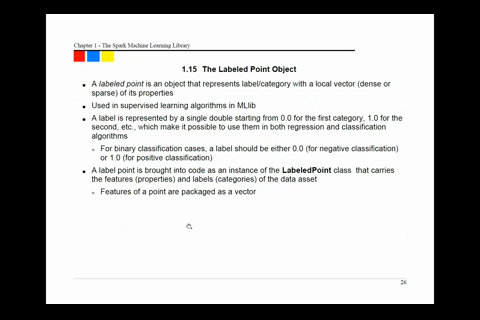 Chapter 1 - The Spark Machine Learning Library
1.15 The Labeled Point Object
A labeled point is an object that represents label/category with a local vector (dense or
sparse) of its properties
Used in supervised learning algorithms in MLlib
A label is represented by a single double starting from 0.0 for the first category, 1.0 for the
second, etc., which make it possible to use them in both regression and classification
algorithms
For binary classification cases, a label should be either 0.0 (for negative classification)
or 1.0 (for positive classification)
A label point is brought into code as an instance of the LabeledPoint class that carries
the features (properties) and labels (categories) of the data asset
Features of a point are packaged as a vector
26